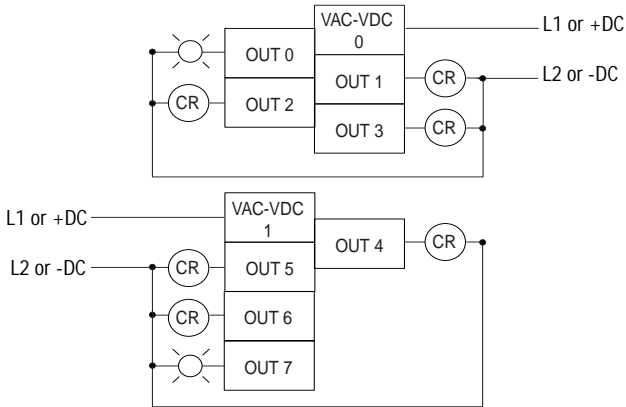 VAC-VDC
0
L1 or +DC
OUT 0
OUT 1
CR
L2 or -DC
CR
OUT 2
OUT 3
CR
L1 or +DC
VAC-VDC
1
OUT 4
CR
L2 or -DC
CR
OUT 5
CR
OUT 6
OUT 7